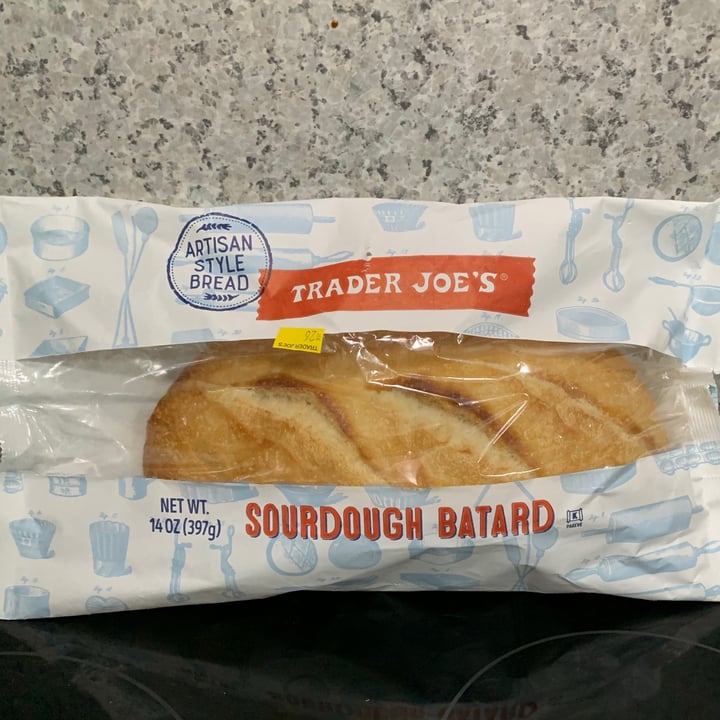 ARTISAN
STYLE
BREAD
TRADER JOE'S®
TRADER JOE'S
NET WT.
14 OZ (397g)
SOURDOUGH BATARD
K
PAREVE